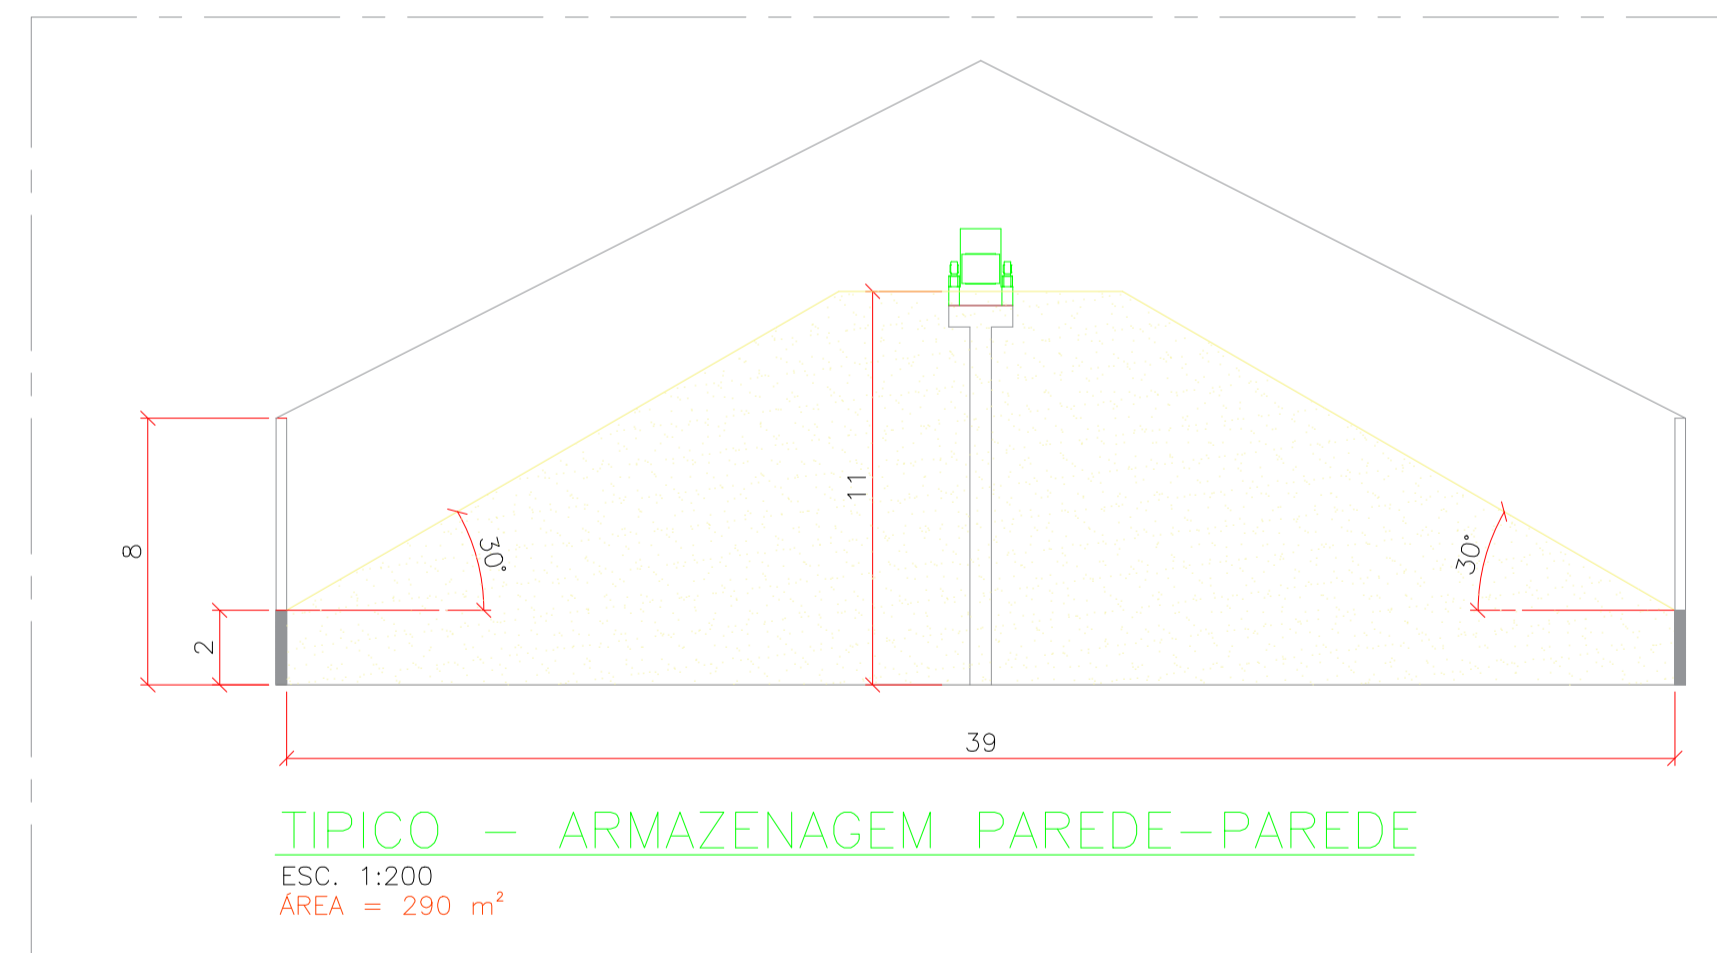 11
8
30°
30°
2
39
TIPICO – ARMAZENAGEM PAREDE–PAREDE
ESC. 1:200
ÁREA = 290 m²